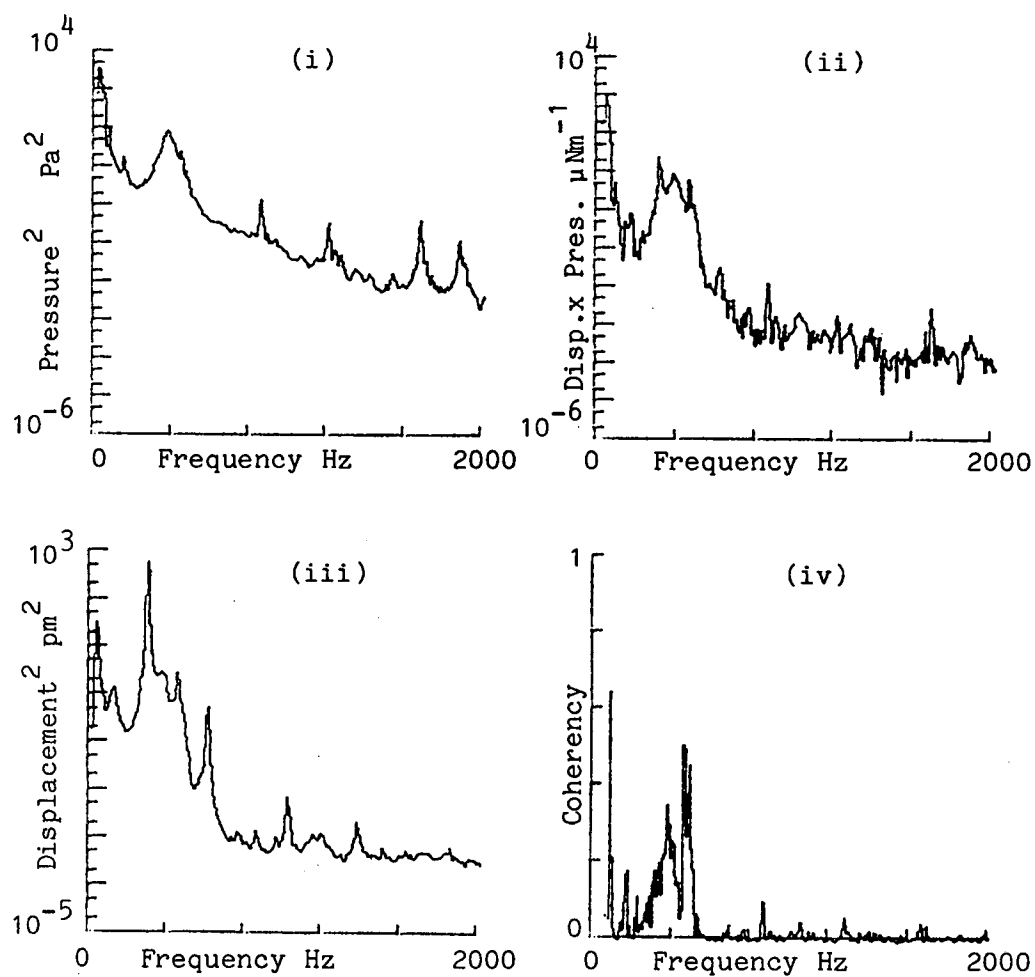 10^4
(i)
Pressure^2 Pa^2
10^-6
0
Frequency Hz
2000
10^4
(ii)
Disp.x Pres. μNm^-1
10^-6
0
Frequency Hz
2000
10^3
(iii)
Displacement^2 pm^2
10^-5
0
Frequency Hz
2000
1
(iv)
Coherency
0
0
Frequency Hz
2000